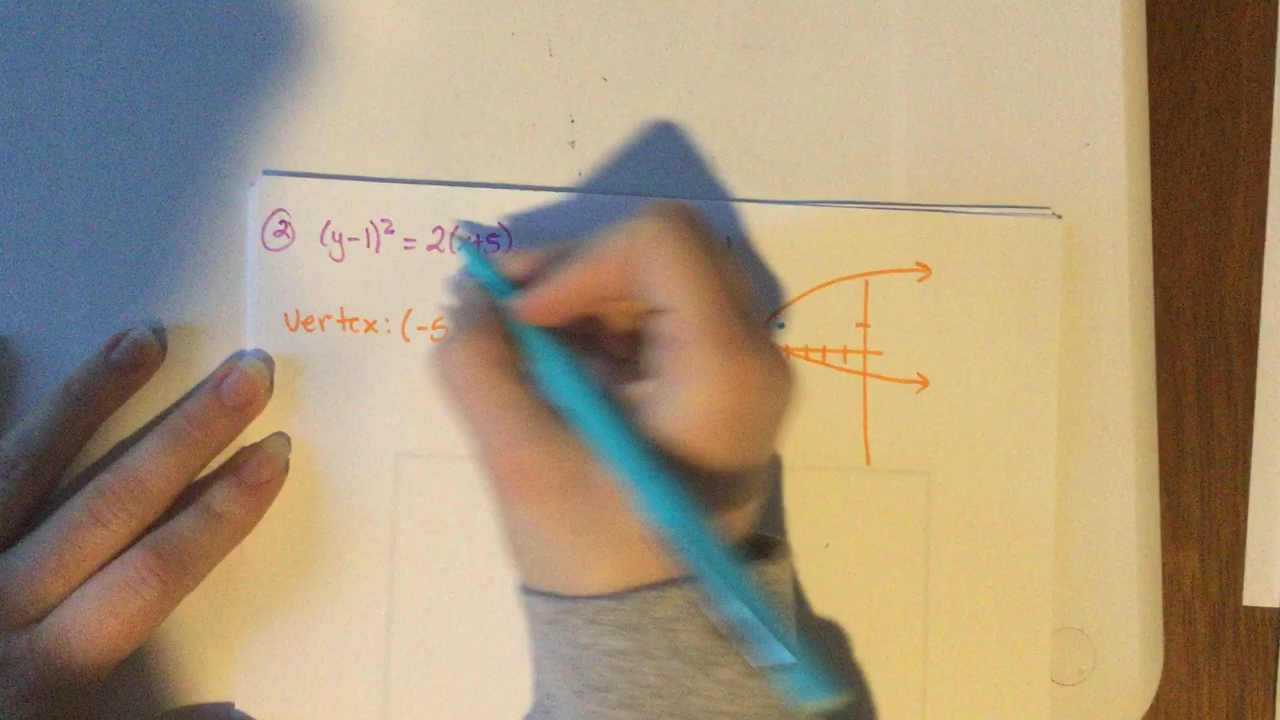 ② (y-1)² = 2(x+5)
vertex: (-5